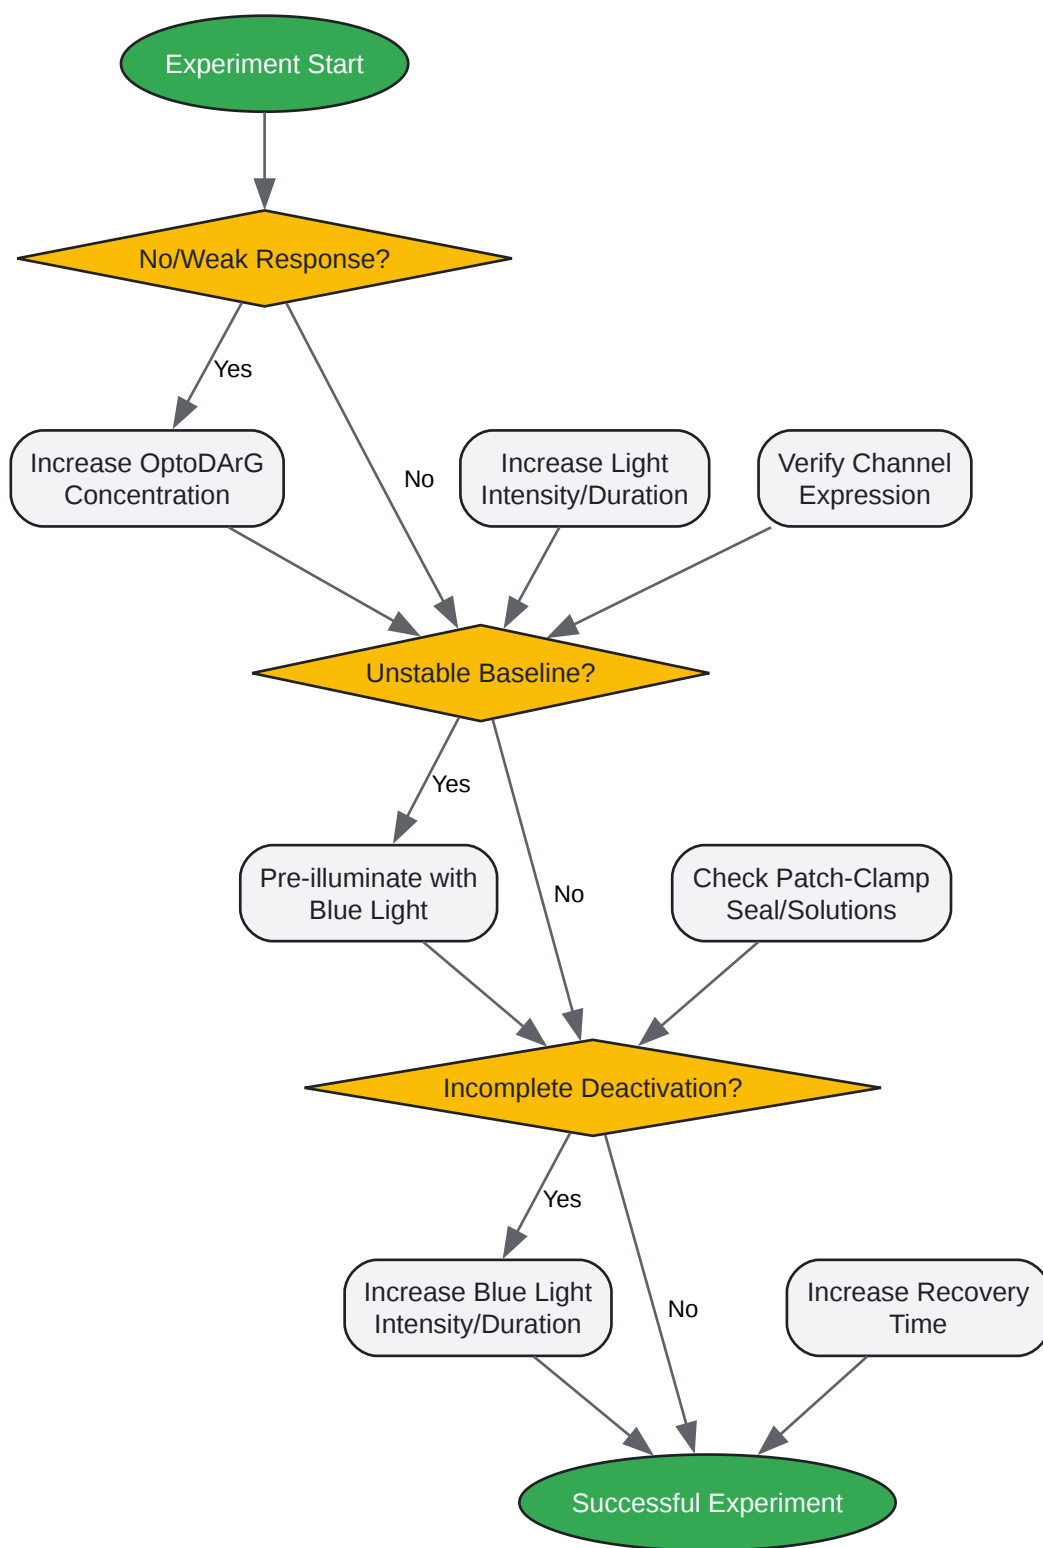 Experiment Start
No/Weak Response?
Yes
Increase OptoDArG
Concentration
No
Increase Light
Intensity/Duration
Verify Channel
Expression
Unstable Baseline?
Yes
Pre-illuminate with
Blue Light
No
Check Patch-Clamp
Seal/Solutions
Incomplete Deactivation?
Yes
Increase Blue Light
Intensity/Duration
No
Increase Recovery
Time
Successful Experiment